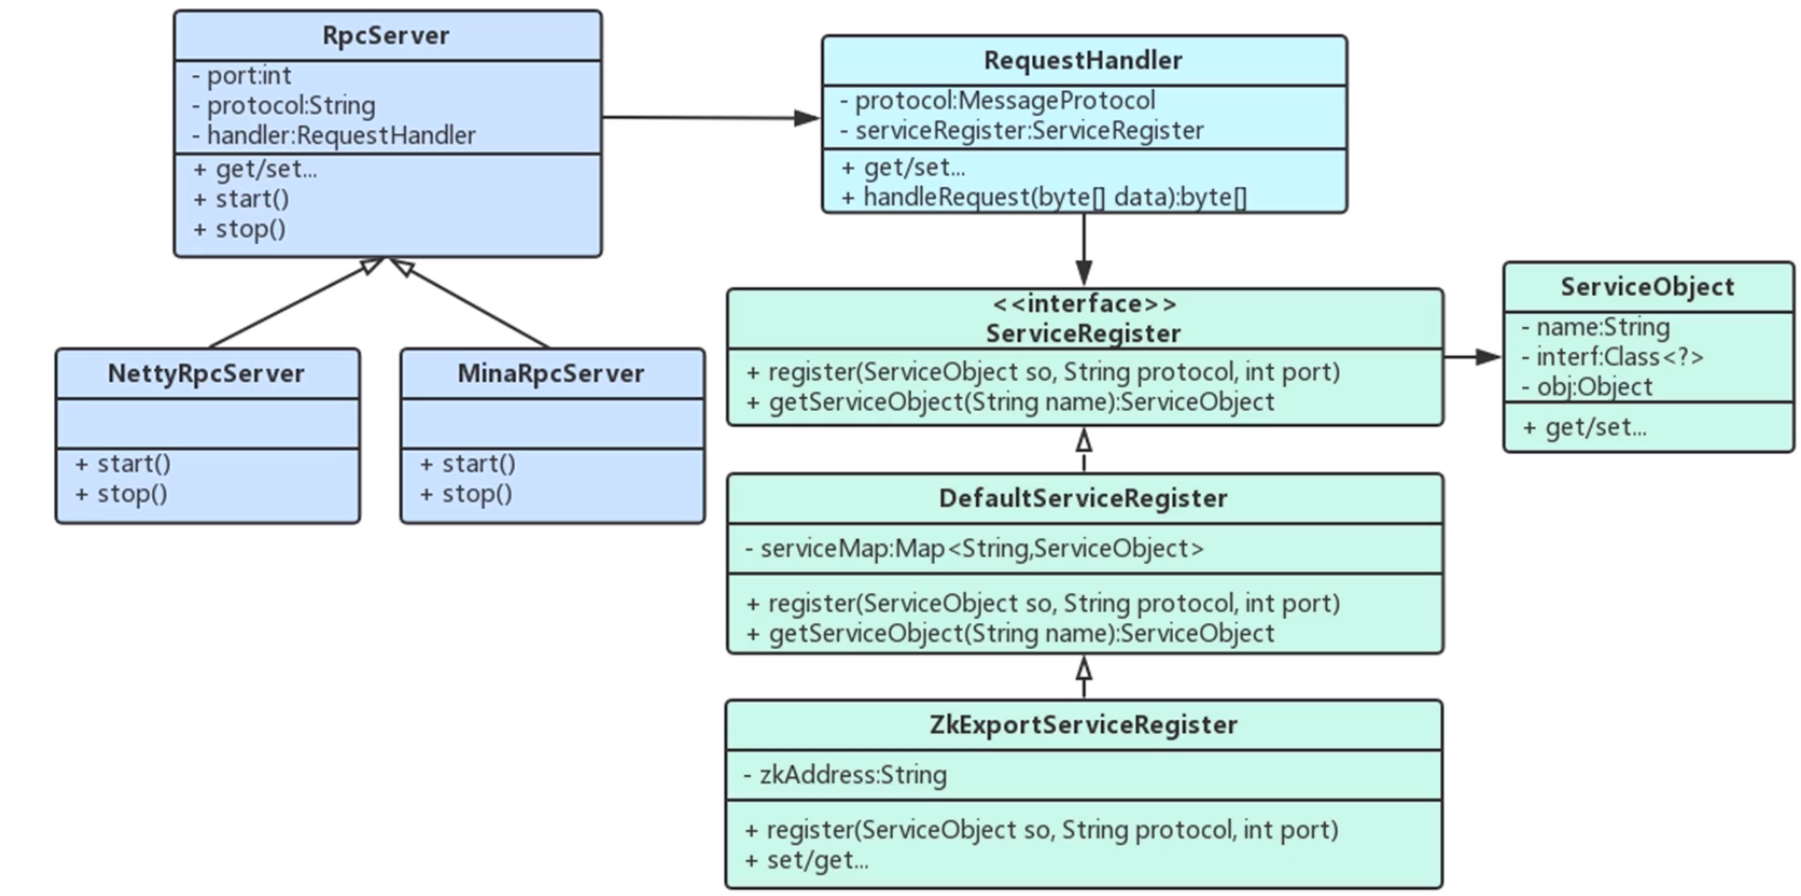 RpcServer
- port:int
- protocol:String
- handler:RequestHandler
+ get/set...
+ start()
+ stop()
RequestHandler
- protocol:MessageProtocol
- serviceRegister:ServiceRegister
+ get/set...
+ handleRequest(byte[] data):byte[]
NettyRpcServer
+ start()
+ stop()
MinaRpcServer
+ start()
+ stop()
<<interface>>
ServiceRegister
+ register(ServiceObject so, String protocol, int port)
+ getServiceObject(String name):ServiceObject
ServiceObject
- name:String
- interf:Class<?>
- obj:Object
+ get/set...
DefaultServiceRegister
- serviceMap:Map<String,ServiceObject>
+ register(ServiceObject so, String protocol, int port)
+ getServiceObject(String name):ServiceObject
ZkExportServiceRegister
- zkAddress:String
+ register(ServiceObject so, String protocol, int port)
+ set/get...